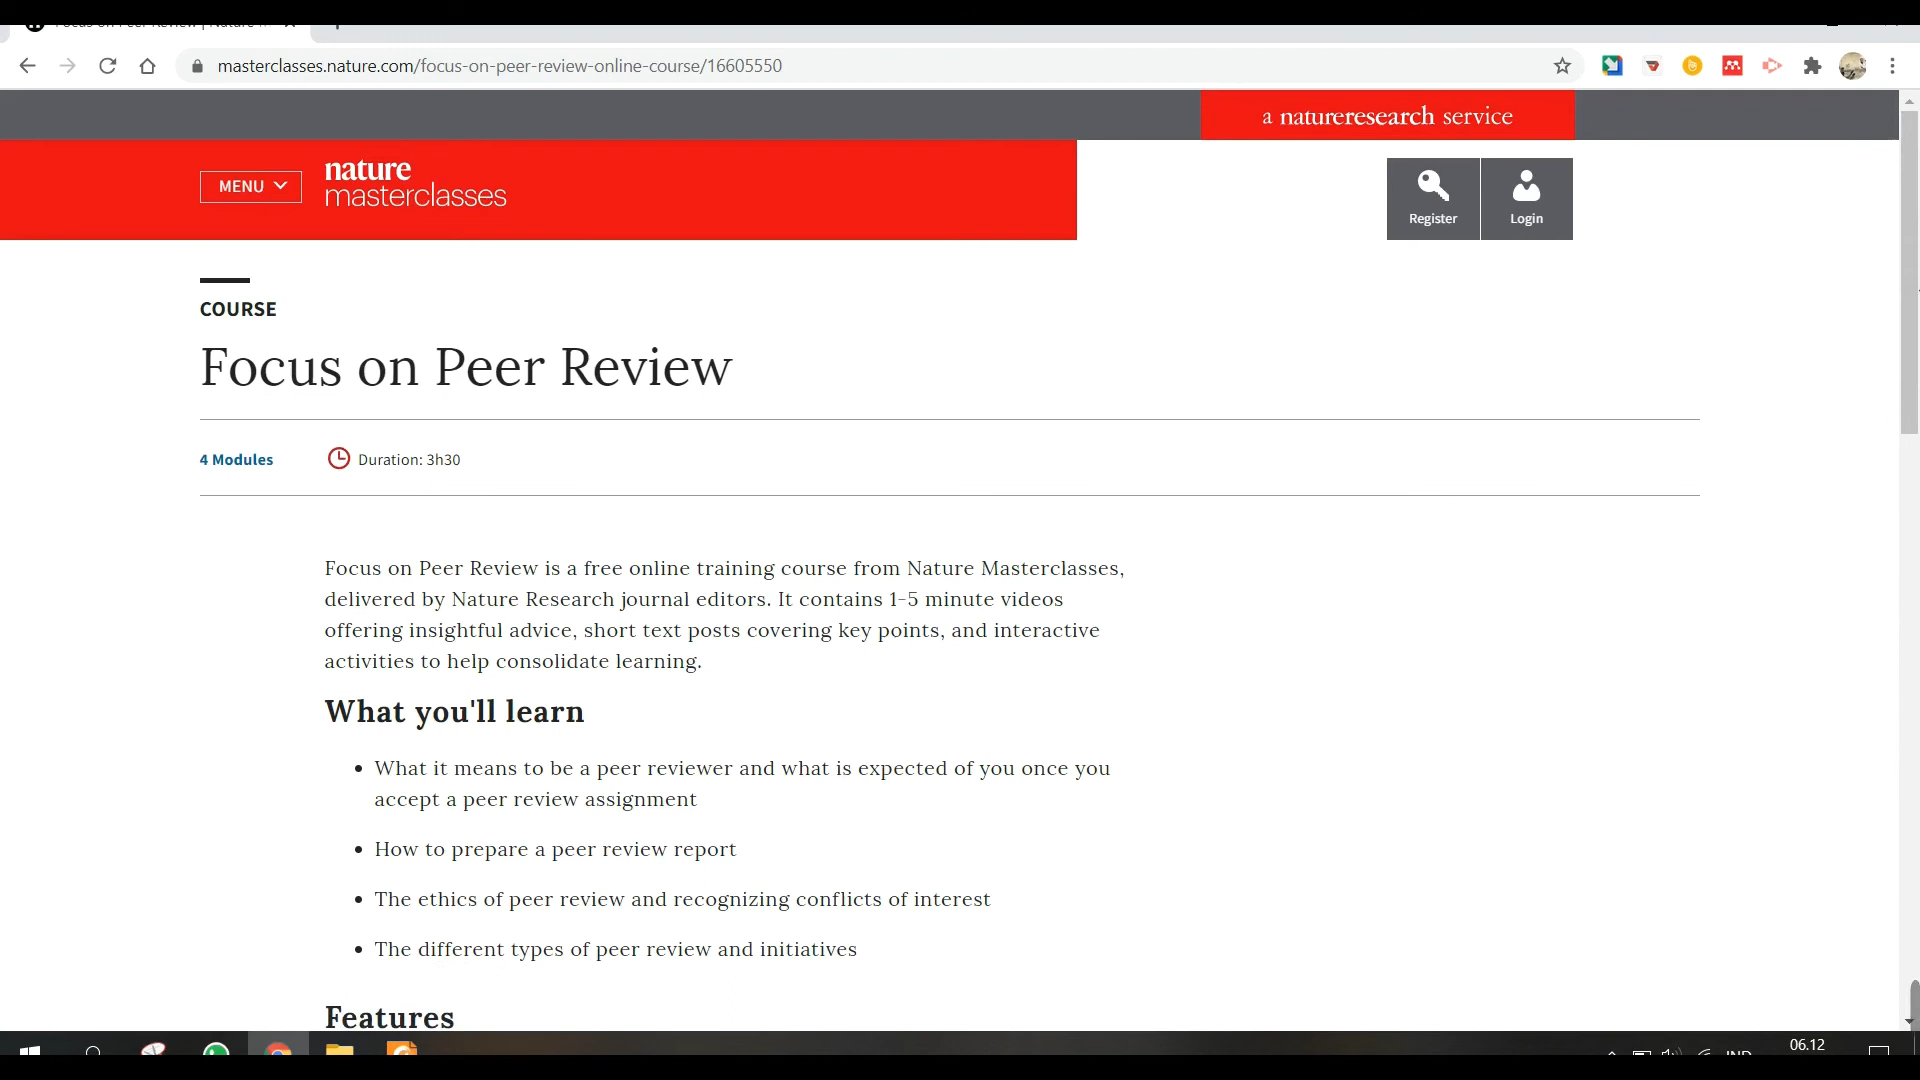 masterclasses.nature.com/focus-on-peer-review-online-course/16605550
a natureresearch service
MENU
nature
masterclasses
Register
Login
COURSE
Focus on Peer Review
4 Modules
Duration: 3h30
Focus on Peer Review is a free online training course from Nature Masterclasses,
delivered by Nature Research journal editors. It contains 1-5 minute videos
offering insightful advice, short text posts covering key points, and interactive
activities to help consolidate learning.
What you'll learn
• What it means to be a peer reviewer and what is expected of you once you
accept a peer review assignment
• How to prepare a peer review report
• The ethics of peer review and recognizing conflicts of interest
• The different types of peer review and initiatives
Features
06.12